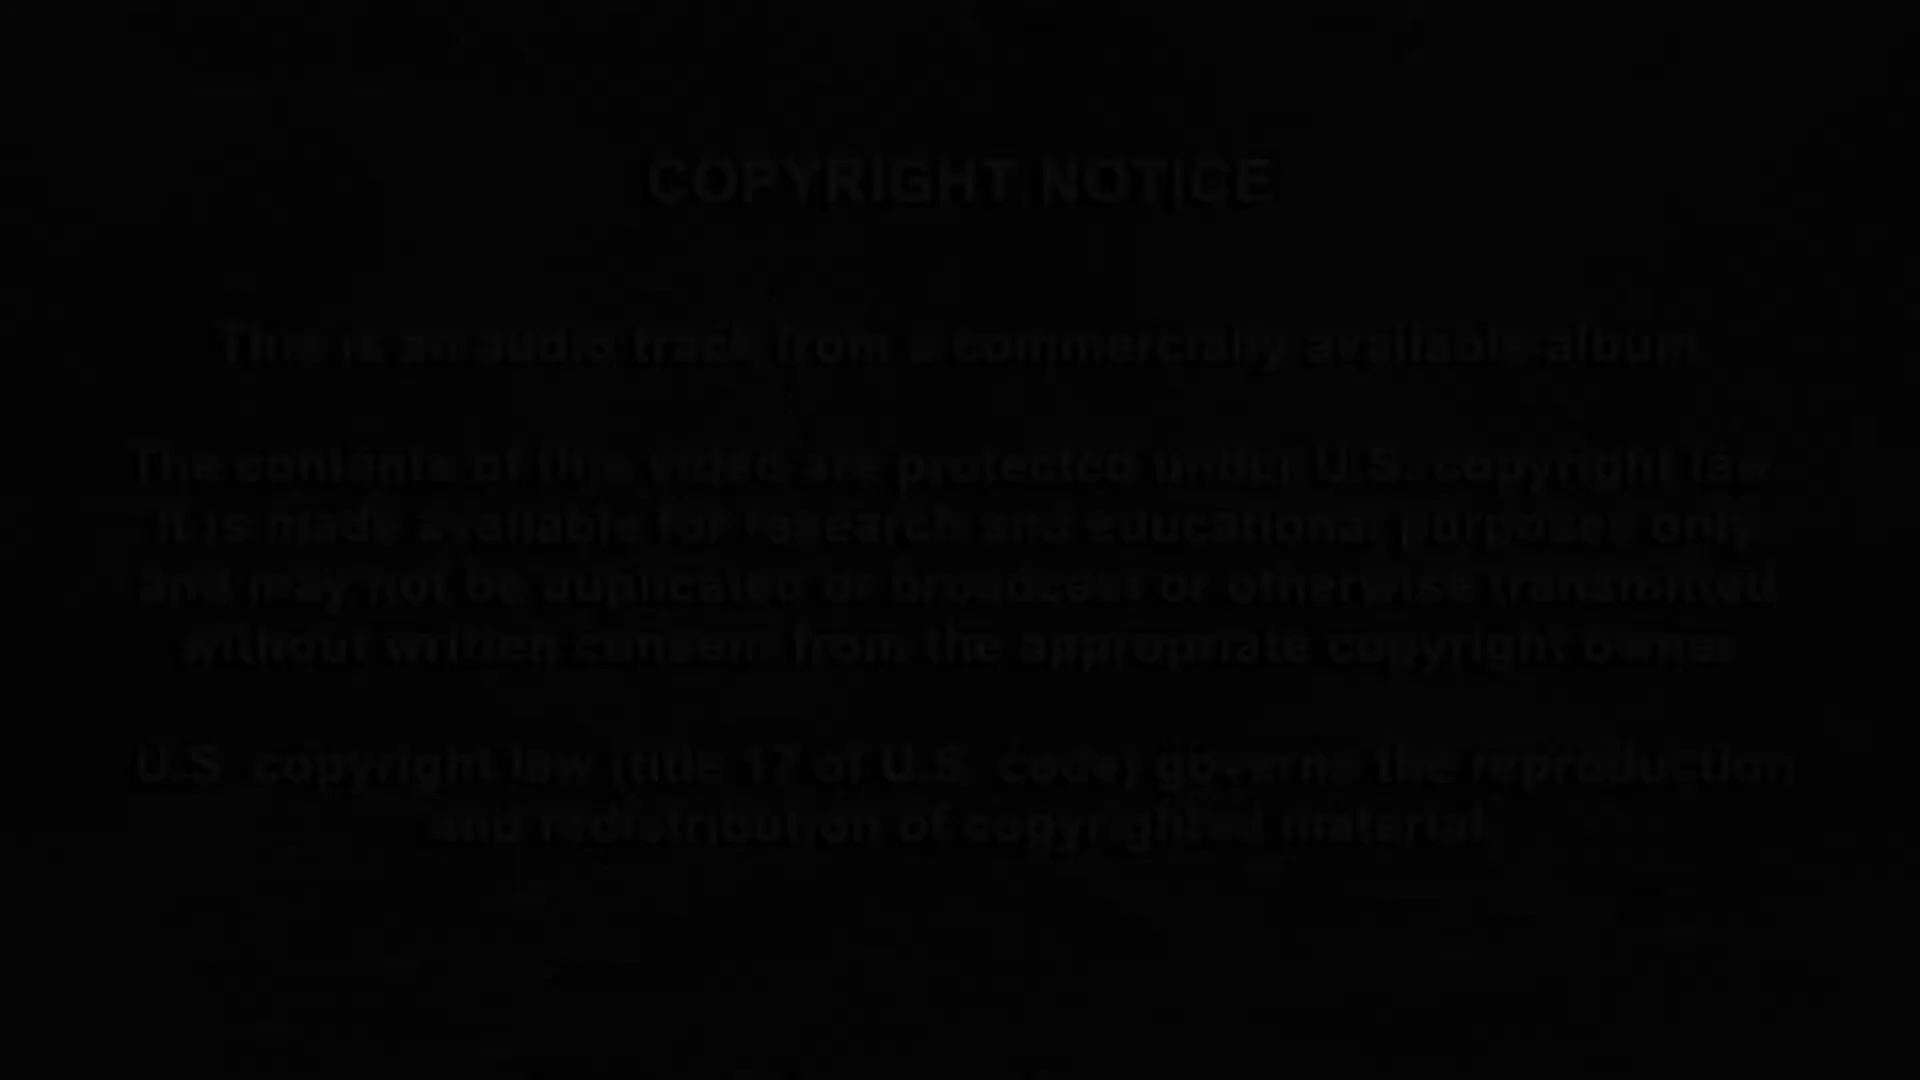 COPYRIGHT NOTICE
This is an audio track from a commercially available album.
The contents of this video are protected under U.S. copyright law.
It is made available for research and educational purposes only
and may not be duplicated or broadcast or otherwise transmitted
without written consent from the appropriate copyright owner.
U.S. copyright law (title 17 of U.S. code) governs the reproduction
and redistribution of copyrighted material.